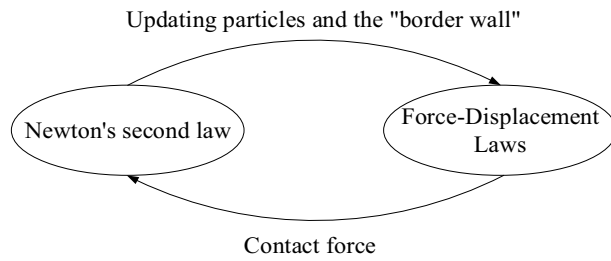 Updating particles and the "border wall"
Newton's second law
Force-Displacement
Laws
Contact force